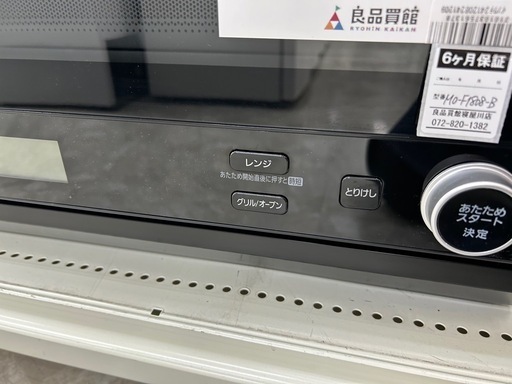 良品買館
RYOHIN KAIKAN
6ヶ月保証
型番 MO-F1808-B
良品買館寝屋川店
072-820-1382
レンジ
あたため開始直後に押すと時短
グリル/オーブン
とりけし
あたため
スタート
決定